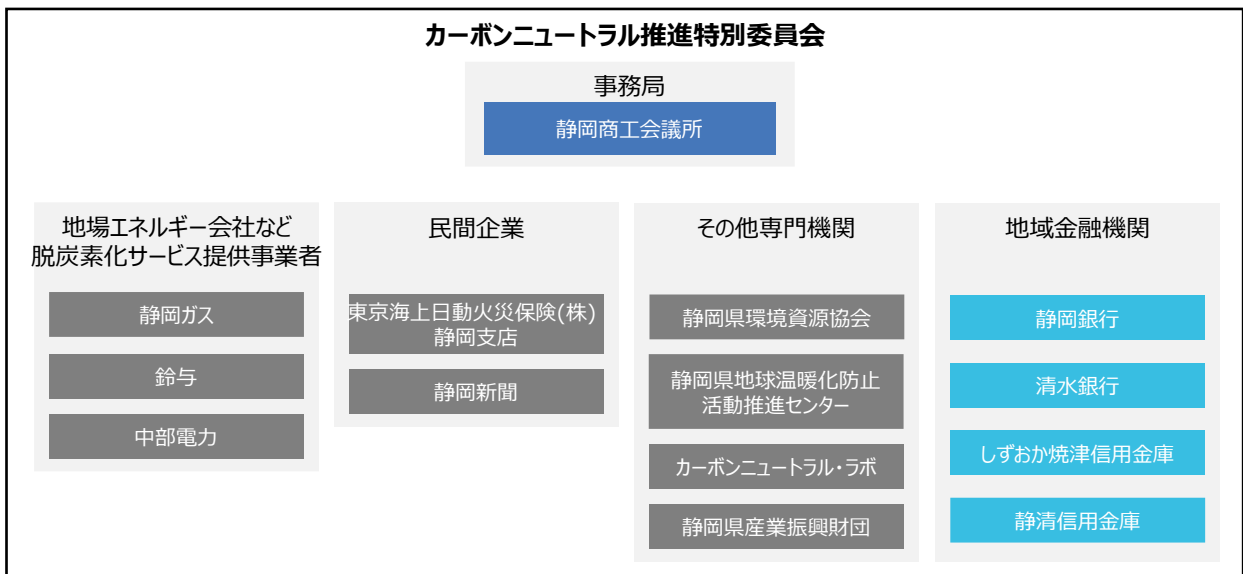 カーボンニュートラル推進特別委員会
事務局
静岡商工会議所
地場エネルギー会社など
脱炭素化サービス提供事業者
静岡ガス
鈴与
中部電力
民間企業
東京海上日動火災保険(株)
静岡支店
静岡新聞
その他専門機関
静岡県環境資源協会
静岡県地球温暖化防止
活動推進センター
カーボンニュートラル・ラボ
静岡県産業振興財団
地域金融機関
静岡銀行
清水銀行
しずおか焼津信用金庫
静清信用金庫